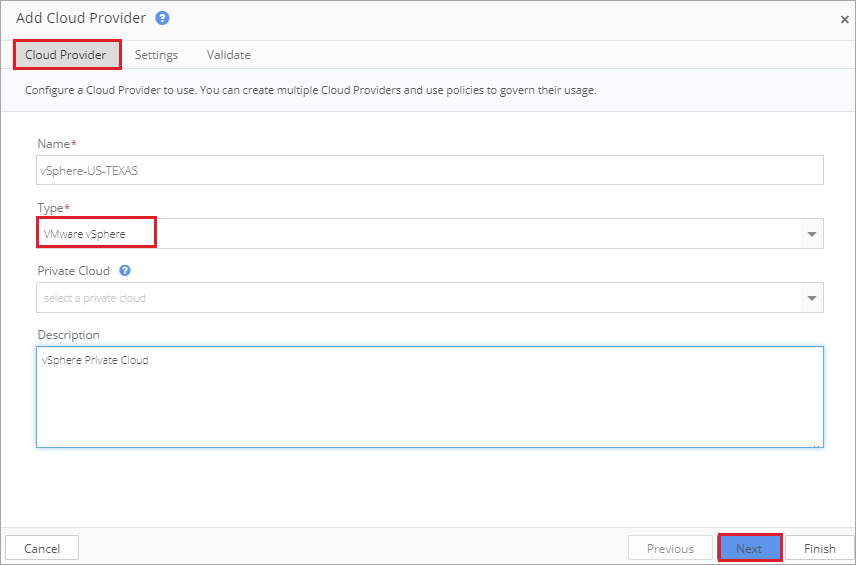 Add Cloud Provider ?
×
Cloud Provider Settings Validate
Configure a Cloud Provider to use. You can create multiple Cloud Providers and use policies to govern their usage.
Name*
vSphere-US-TEXAS
Type*
VMware vSphere
Private Cloud ?
select a private cloud
Description
vSphere Private Cloud
Cancel Previous Next Finish